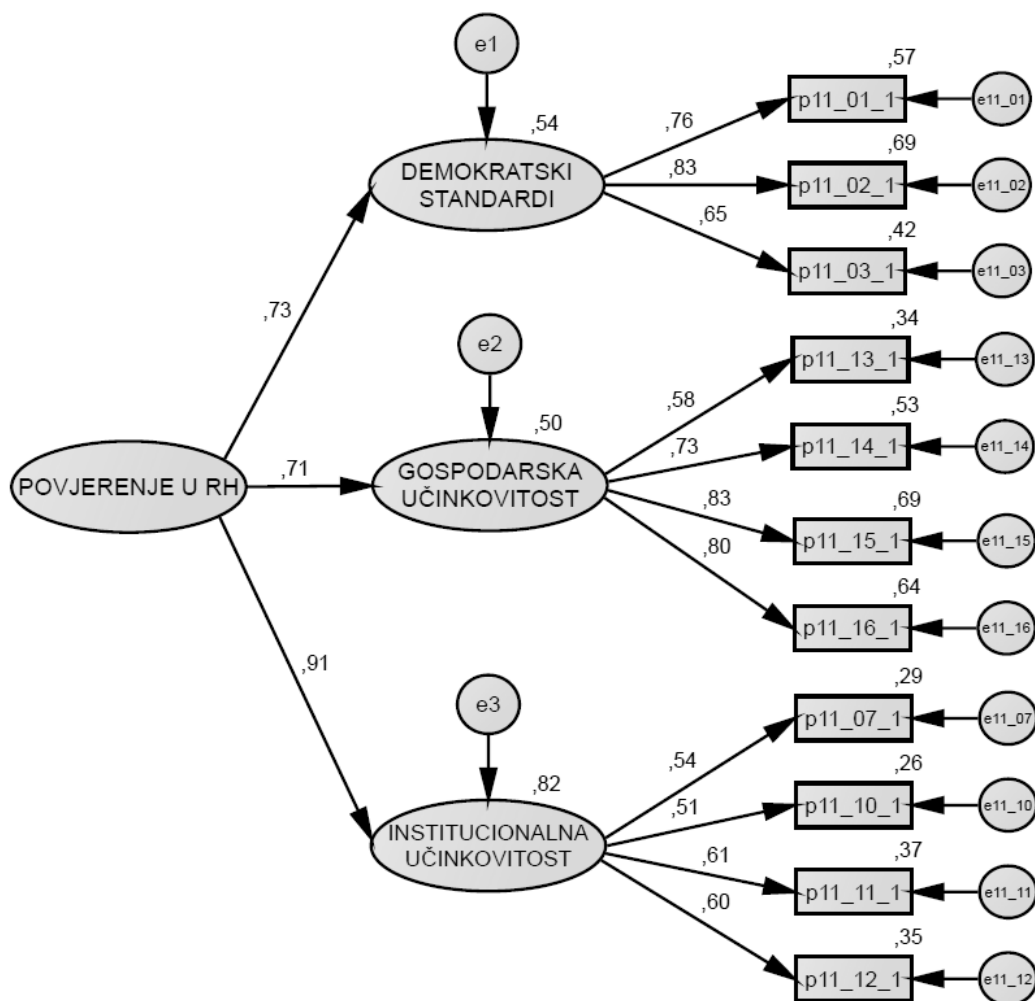 e1
,54
DEMOKRATSKI
STANDARDI
,76
,83
,65
,57
p11_01_1
e11_01
,69
p11_02_1
e11_02
,42
p11_03_1
e11_03
,73
e2
,50
GOSPODARSKA
UČINKOVITOST
,58
,73
,83
,80
,34
p11_13_1
e11_13
,53
p11_14_1
e11_14
,69
p11_15_1
e11_15
,64
p11_16_1
e11_16
POVJERENJE U RH
,71
,91
e3
,82
INSTITUCIONALNA
UČINKOVITOST
,54
,51
,61
,60
,29
p11_07_1
e11_07
,26
p11_10_1
e11_10
,37
p11_11_1
e11_11
,35
p11_12_1
e11_12